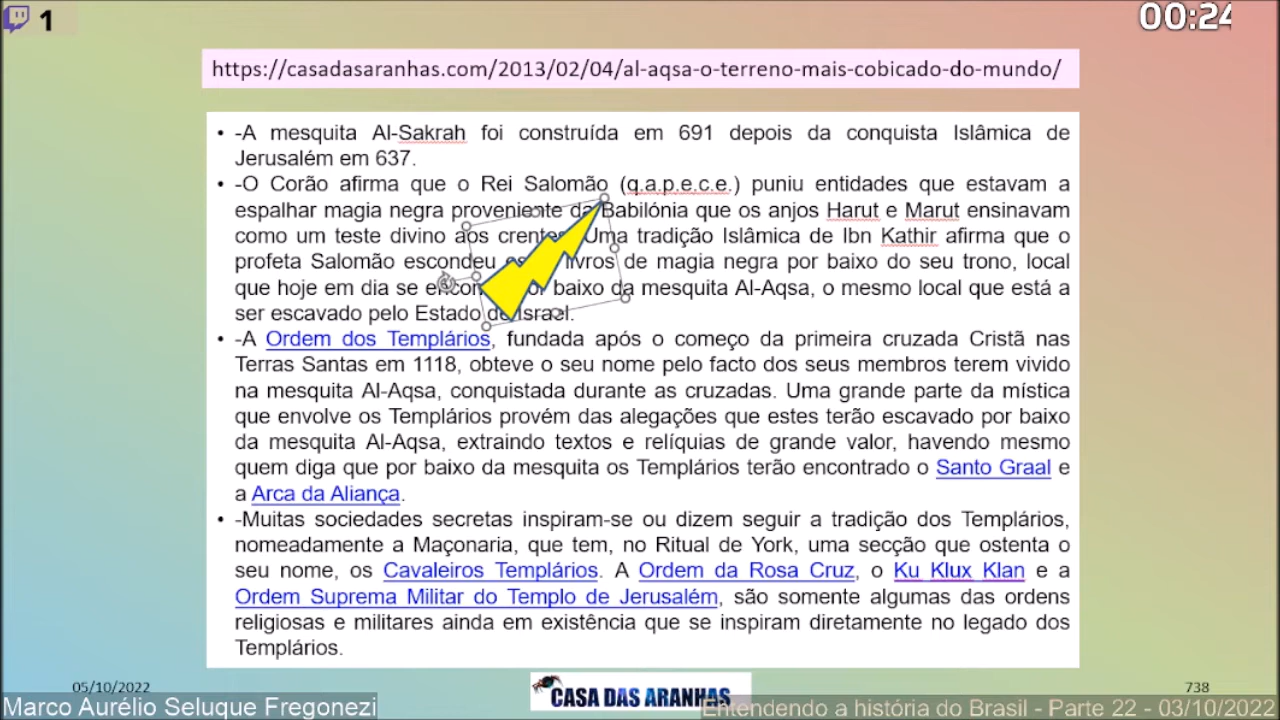 1
00:24
https://casadasaranhas.com/2013/02/04/al-aqsa-o-terreno-mais-cobicado-do-mundo/
• -A mesquita Al-Sakrah foi construída em 691 depois da conquista Islâmica de
Jerusalém em 637.
• -O Corão afirma que o Rei Salomão (q.a.p.e.c.e.) puniu entidades que estavam a
espalhar magia negra proveniente da Babilónia que os anjos Harut e Marut ensinavam
como um teste divino aos crentes. Uma tradição Islâmica de Ibn Kathir afirma que o
profeta Salomão escondeu livros de magia negra por baixo do seu trono, local
que hoje em dia se baixo da mesquita Al-Aqsa, o mesmo local que está a
ser escavado pelo Estado de Israel.
• -A Ordem dos Templários, fundada após o começo da primeira cruzada Cristã nas
Terras Santas em 1118, obteve o seu nome pelo facto dos seus membros terem vivido
na mesquita Al-Aqsa, conquistada durante as cruzadas. Uma grande parte da mística
que envolve os Templários provém das alegações que estes terão escavado por baixo
da mesquita Al-Aqsa, extraindo textos e relíquias de grande valor, havendo mesmo
quem diga que por baixo da mesquita os Templários terão encontrado o Santo Graal e
a Arca da Aliança.
• -Muitas sociedades secretas inspiram-se ou dizem seguir a tradição dos Templários,
nomeadamente a Maçonaria, que tem, no Ritual de York, uma secção que ostenta o
seu nome, os Cavaleiros Templários. A Ordem da Rosa Cruz, o Ku Klux Klan e a
Ordem Suprema Militar do Templo de Jerusalém, são somente algumas das ordens
religiosas e militares ainda em existência que se inspiram diretamente no legado dos
Templários.
05/10/2022
CASA DAS ARANHAS
738
Marco Aurélio Seluque Fregonezi
Entendendo a história do Brasil - Parte 22 - 03/10/2022